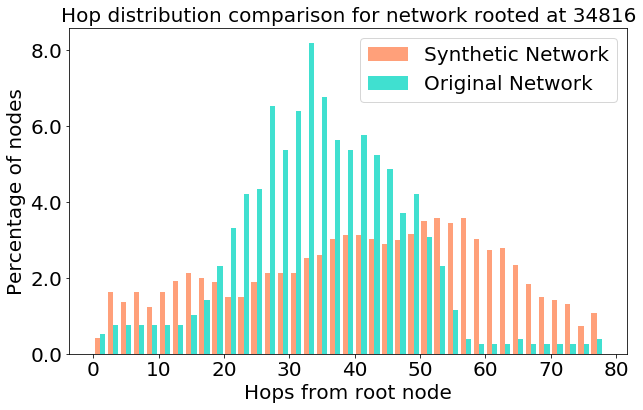 Hop distribution comparison for network rooted at 34816
Synthetic Network
Original Network
Percentage of nodes
8.0
6.0
4.0
2.0
0.0
0 10 20 30 40 50 60 70 80
Hops from root node